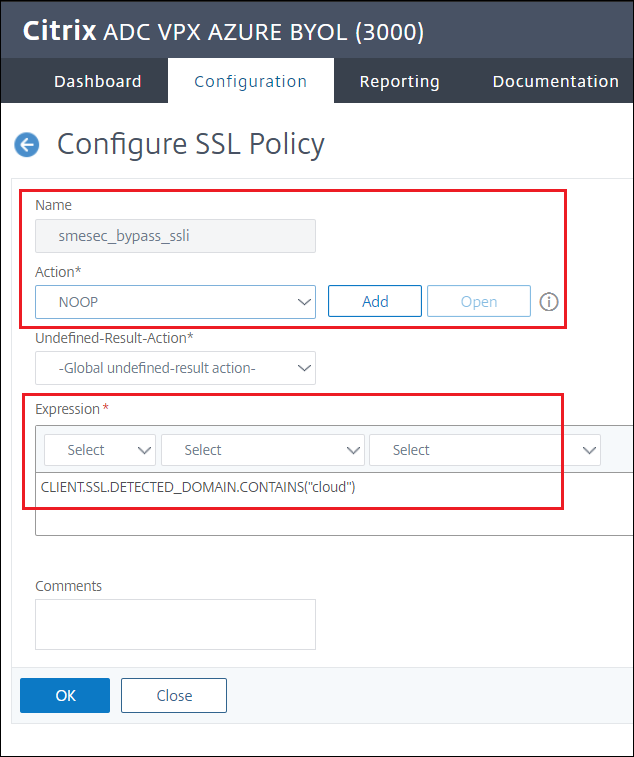 Citrix ADC VPX AZURE BYOL (3000)
Dashboard Configuration Reporting Documentation
Configure SSL Policy
Name
smesec_bypass_ssli
Action*
NOOP Add Open
Undefined-Result-Action*
-Global undefined-result action-
Expression *
Select Select Select
CLIENT.SSL.DETECTED_DOMAIN.CONTAINS("cloud")
Comments
OK Close